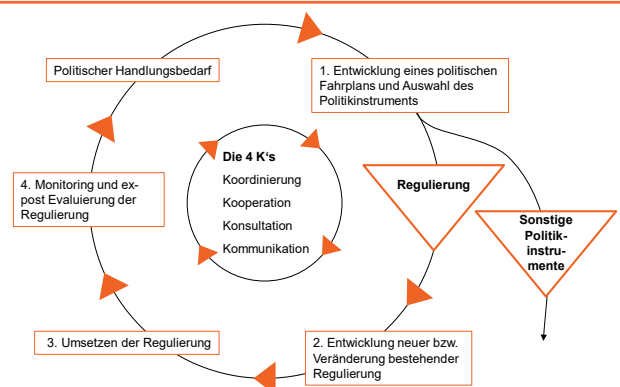 Politischer Handlungsbedarf
1. Entwicklung eines politischen
Fahrplans und Auswahl des
Politikinstruments
Die 4 K's
Koordinierung
Kooperation
Konsultation
Kommunikation
Regulierung
Sonstige
Politik-
instru-
mente
4. Monitoring und ex-
post Evaluierung der
Regulierung
3. Umsetzen der Regulierung
2. Entwicklung neuer bzw.
Veränderung bestehender
Regulierung